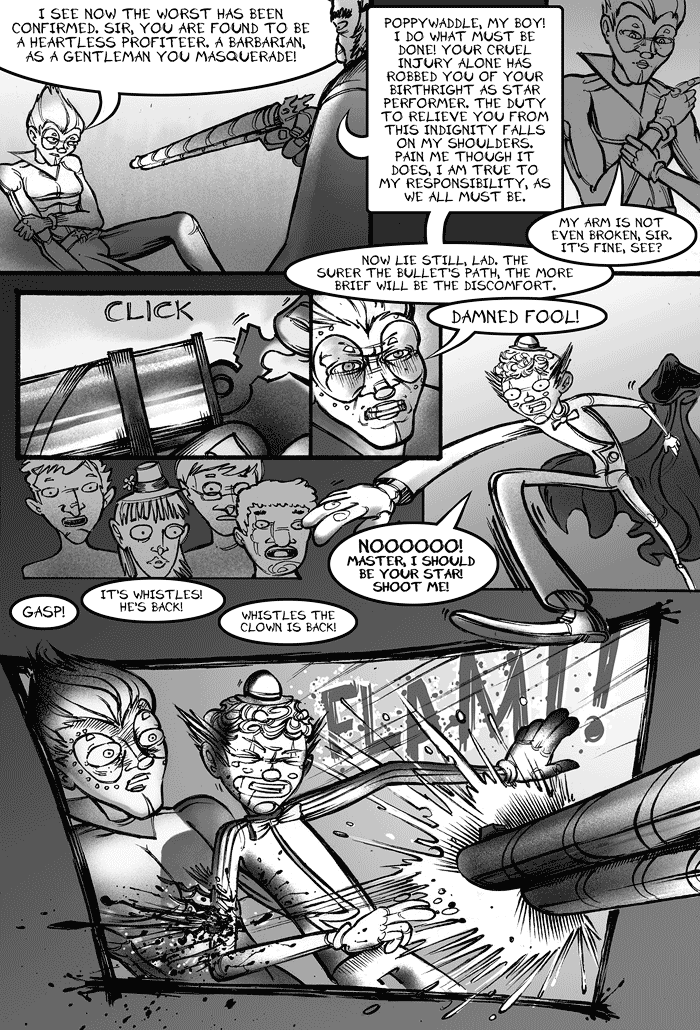 I SEE NOW THE WORST HAS BEEN
CONFIRMED. SIR, YOU ARE FOUND TO BE
A HEARTLESS PROFITEER. A BARBARIAN,
AS A GENTLEMAN YOU MASQUERADE!
POPPYWADDLE, MY BOY!
I DO WHAT MUST BE
DONE! YOUR CRUEL
INJURY ALONE HAS
ROBBED YOU OF YOUR
BIRTHRIGHT AS STAR
PERFORMER. THE DUTY
TO RELIEVE YOU FROM
THIS INDIGNITY FALLS
ON MY SHOULDERS.
PAIN ME THOUGH IT
DOES, I AM TRUE TO
MY RESPONSIBILITY, AS
WE ALL MUST BE.
MY ARM IS NOT
EVEN BROKEN, SIR.
IT'S FINE, SEE?
NOW LIE STILL, LAD. THE
SURER THE BULLET'S PATH, THE MORE
BRIEF WILL BE THE DISCOMFORT.
CLICK
DAMNED FOOL!
NOOOOOO!
MASTER, I SHOULD
BE YOUR STAR!
SHOOT ME!
GASP!
IT'S WHISTLES!
HE'S BACK!
WHISTLES THE
CLOWN IS BACK!
FLAM!!